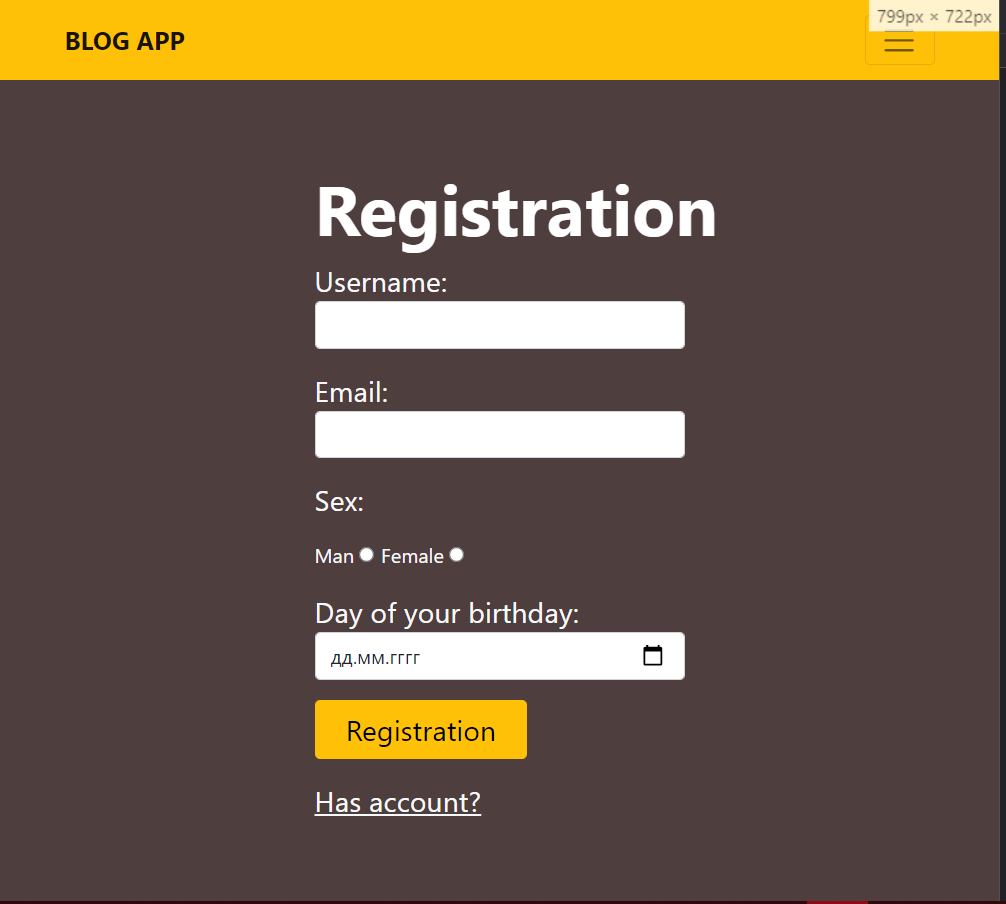 799px × 722px
BLOG APP
Registration
Username:
Email:
Sex:
Man Female
Day of your birthday:
дд.мм.гггг
Registration
Has account?